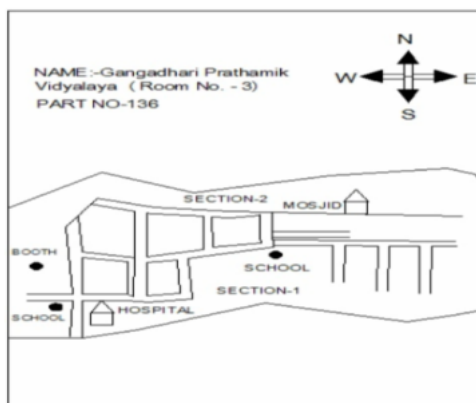 N
NAME:-Gangadhari Prathamik
Vidyalaya (Room No. - 3)
W E
PART NO-136
S
SECTION-2
MOSJID
BOOTH
SCHOOL
SECTION-1
HOSPITAL
SCHOOL